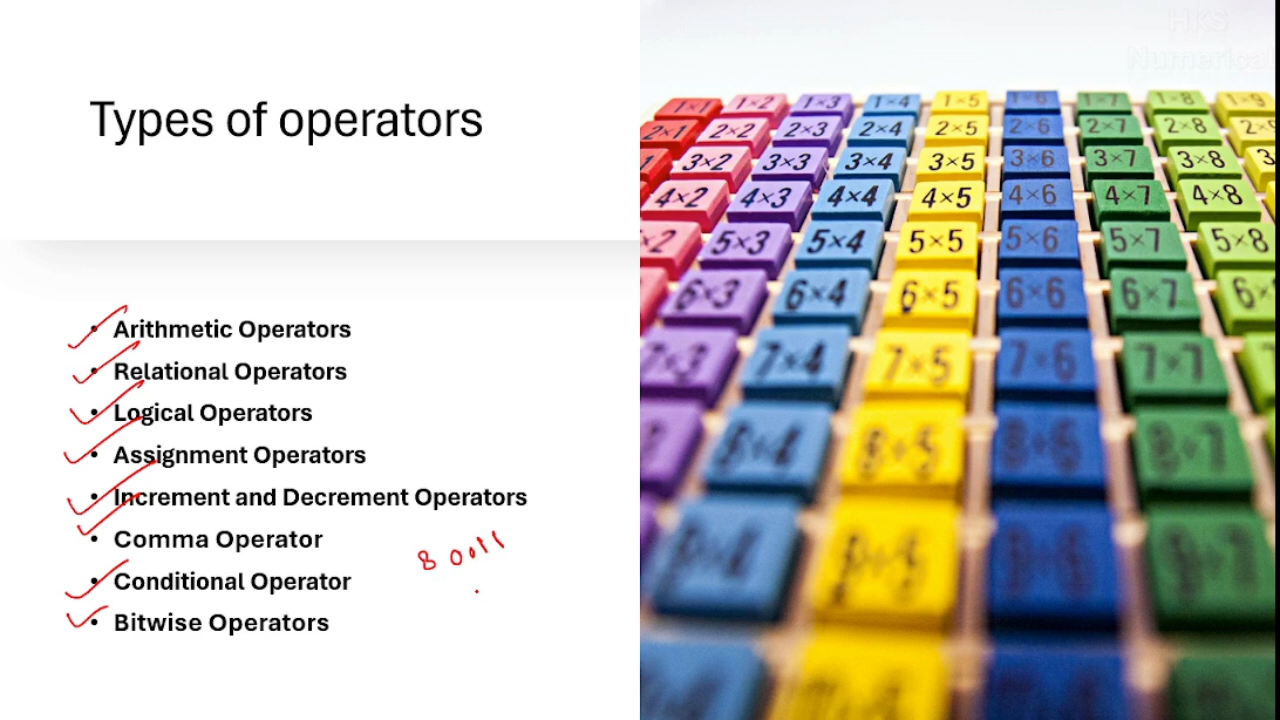 HKS
Numerical
Types of operators
• Arithmetic Operators
• Relational Operators
• Logical Operators
• Assignment Operators
• Increment and Decrement Operators
• Comma Operator
• Conditional Operator
• Bitwise Operators
1×1 1×2 1×3 1×4 1×5 1×6 1×7 1×8 1×9
2×1 2×2 2×3 2×4 2×5 2×6 2×7 2×8
3×2 3×3 3×4 3×5 3×6 3×7 3×8
4×2 4×3 4×4 4×5 4×6 4×7 4×8
5×3 5×4 5×5 5×6 5×7 5×8
6×3 6×4 6×5 6×6 6×7
7×3 7×4 7×5 7×6 7×7